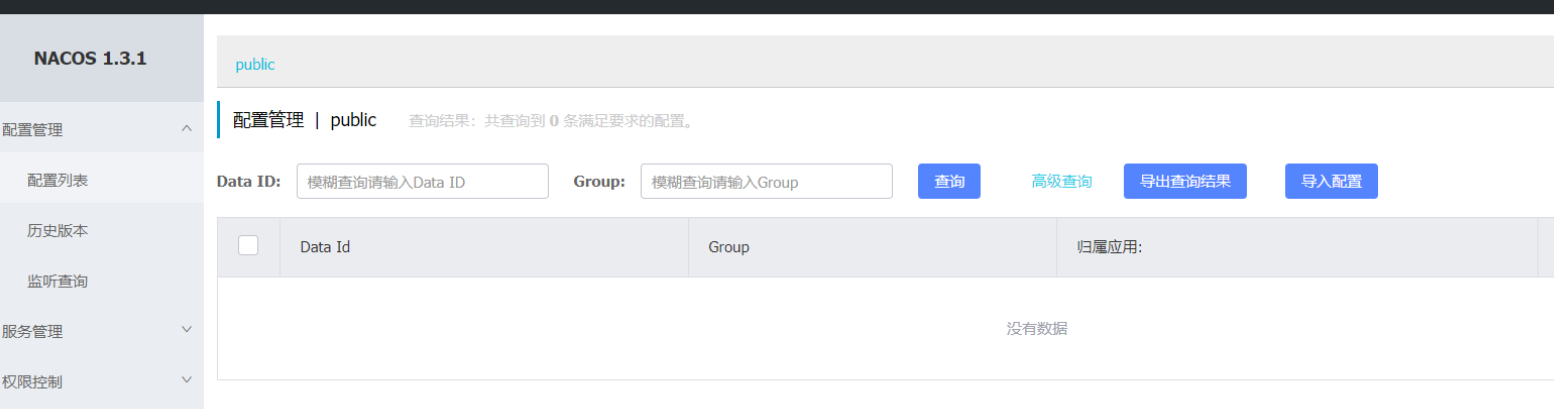 NACOS 1.3.1
public
配置管理 | public 查询结果：共查询到 0 条满足要求的配置。
配置管理
配置列表
历史版本
监听查询
服务管理
权限控制
Data ID: 模糊查询请输入Data ID Group: 模糊查询请输入Group 查询 高级查询 导出查询结果 导入配置
Data Id Group 归属应用:
没有数据